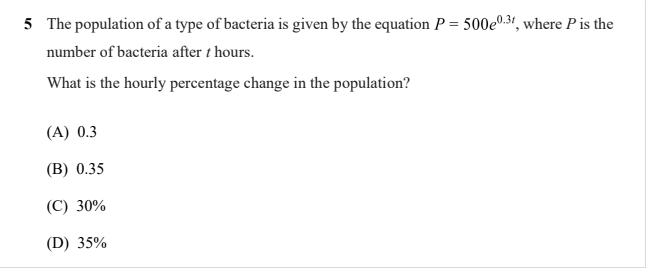 5 The population of a type of bacteria is given by the equation P = 500e^{0.3t}, where P is the
number of bacteria after t hours.
What is the hourly percentage change in the population?
(A) 0.3
(B) 0.35
(C) 30%
(D) 35%